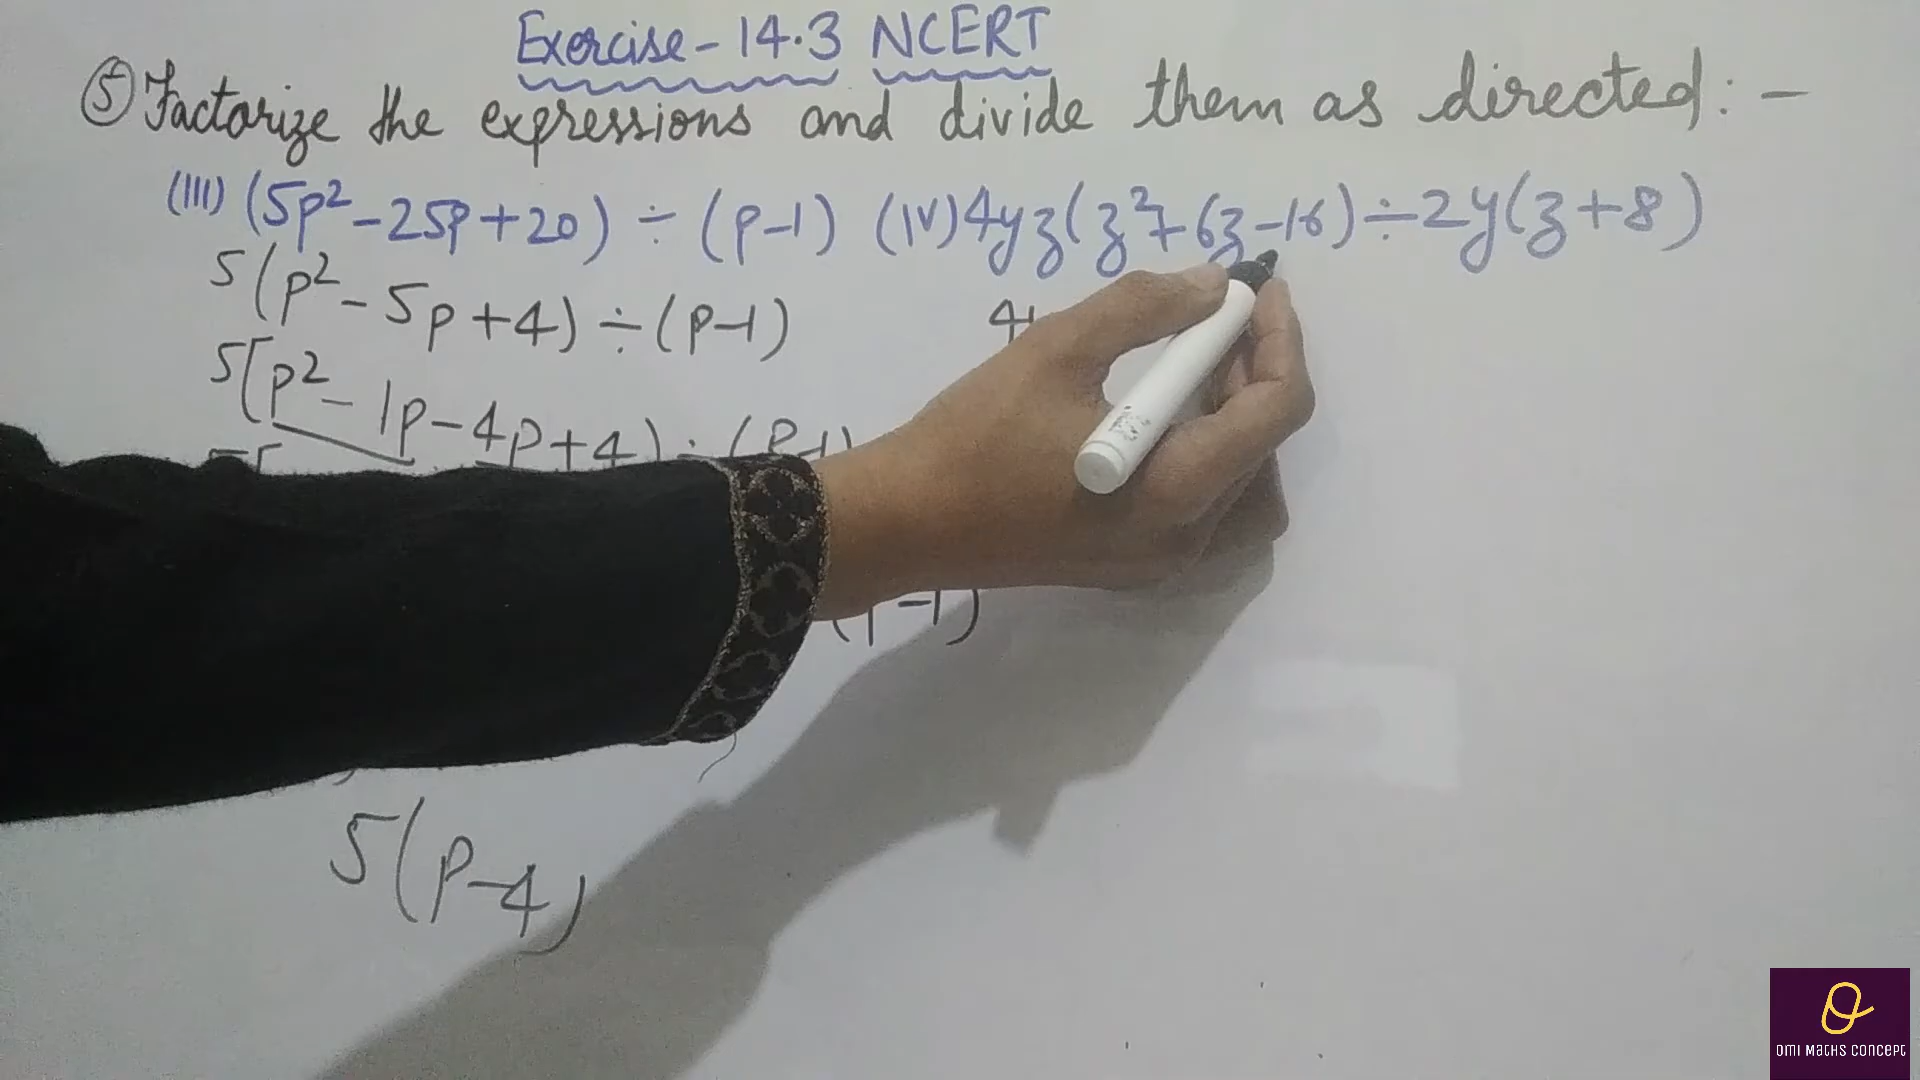 Exercise-14.3 NCERT
⑤ Factorize the expressions and divide them as directed:-
(III) (5p²-25p+20)÷(p-1) (IV) 4yz(z²+6z-16)÷2y(z+8)
5(p²-5p+4)÷(p-1)
5[p²-1p-4p+4)÷(p-1)
5(p-4)
OMI MATHS CONCEPT